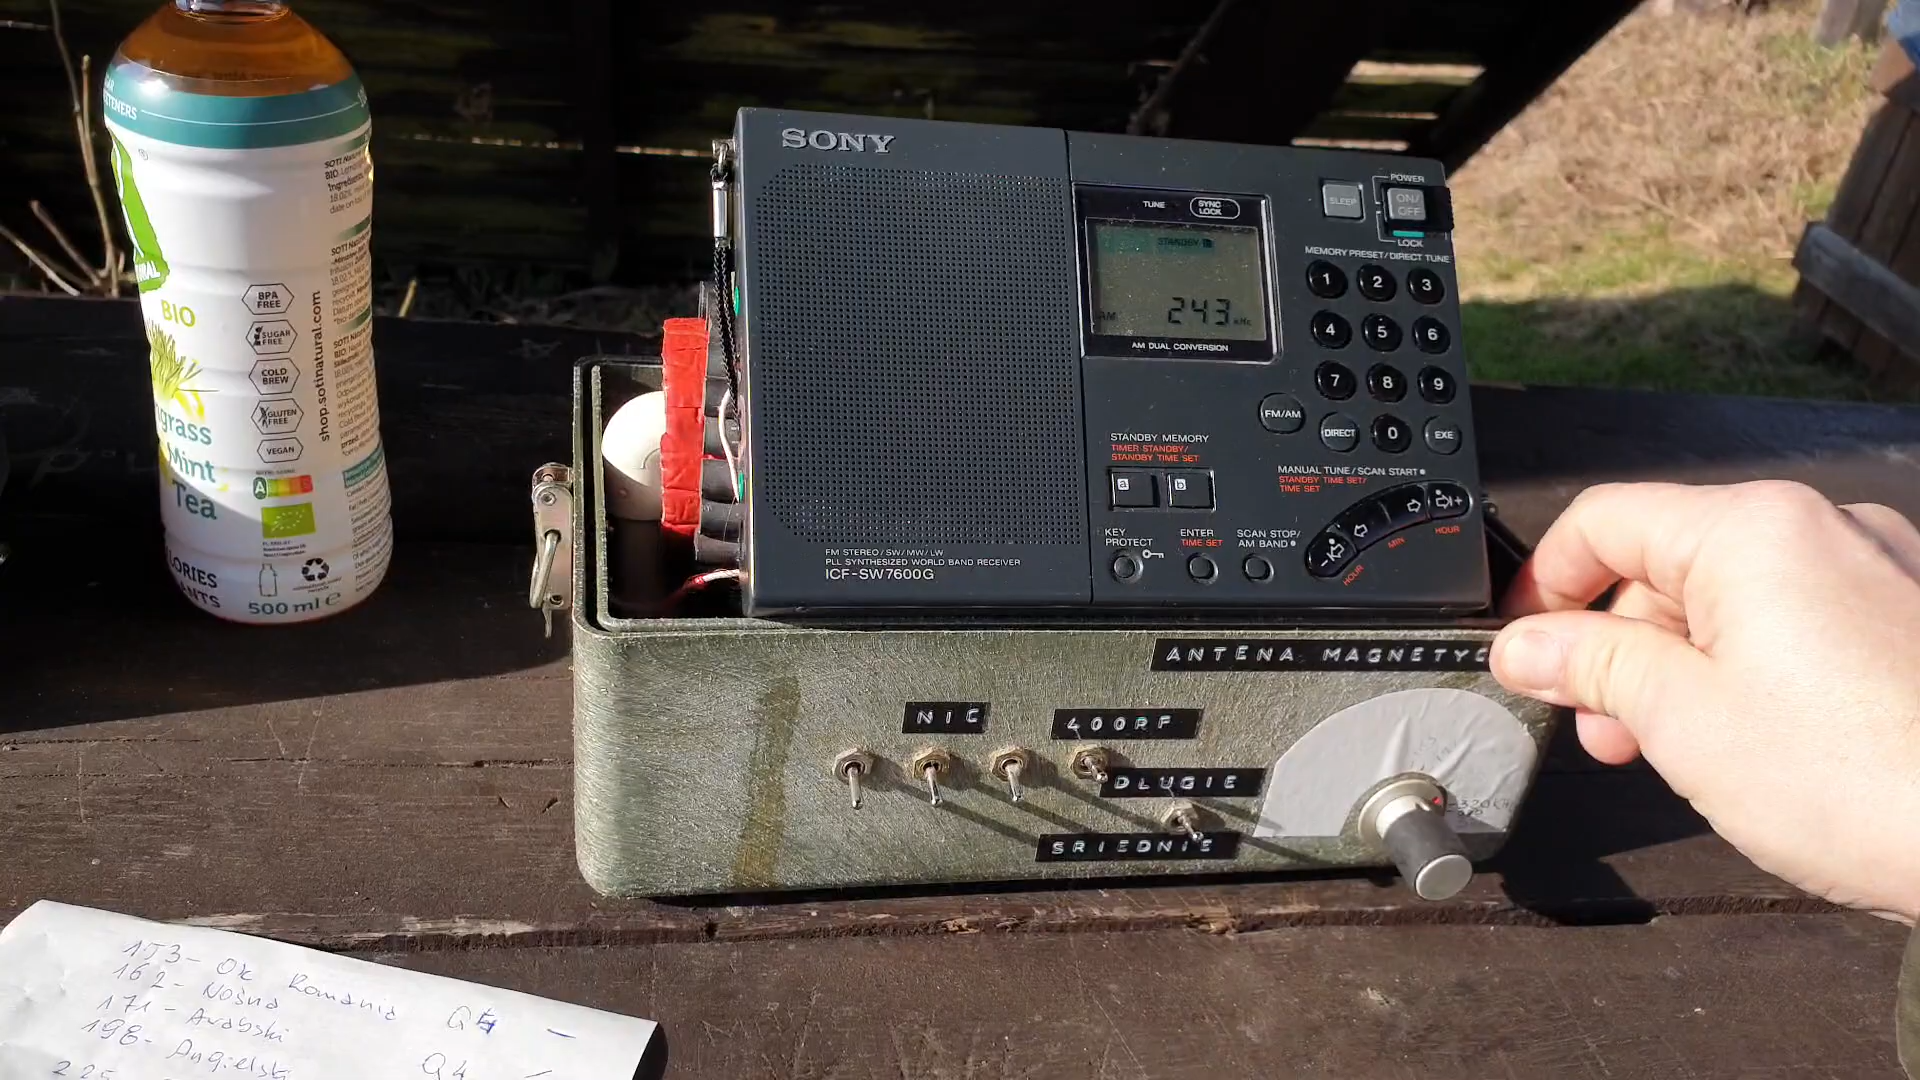 SONY
TUNE
SYNC LOCK
STANDBY
243
AM
AM DUAL CONVERSION
SLEEP
POWER
ON/OFF
LOCK
MEMORY PRESET/DIRECT TUNE
1 2 3
4 5 6
7 8 9
FM/AM
DIRECT
0
EXE
STANDBY MEMORY
TIMER STANDBY/
STANDBY TIME SET
a b
MANUAL TUNE/SCAN START
STANDBY TIME SET/
TIME SET
KEY PROTECT
ENTER
TIME SET
SCAN STOP/
AM BAND
HOUR
MIN
HOUR
FM STEREO/SW/MW/LW
PLL SYNTHESIZED WORLD BAND RECEIVER
ICF-SW7600G
ANTENA MAGNETYC
NIC
400PF
DLUGIE
SRIEDNIE
BIO
grass
Mint
Tea
BPA FREE
SUGAR FREE
COLD BREW
GLUTEN FREE
VEGAN
shop.sotinatural.com
500 ml e
153- Ok Romania Q
162- Nośna
171- Arabski
198- Angielski Q4
225